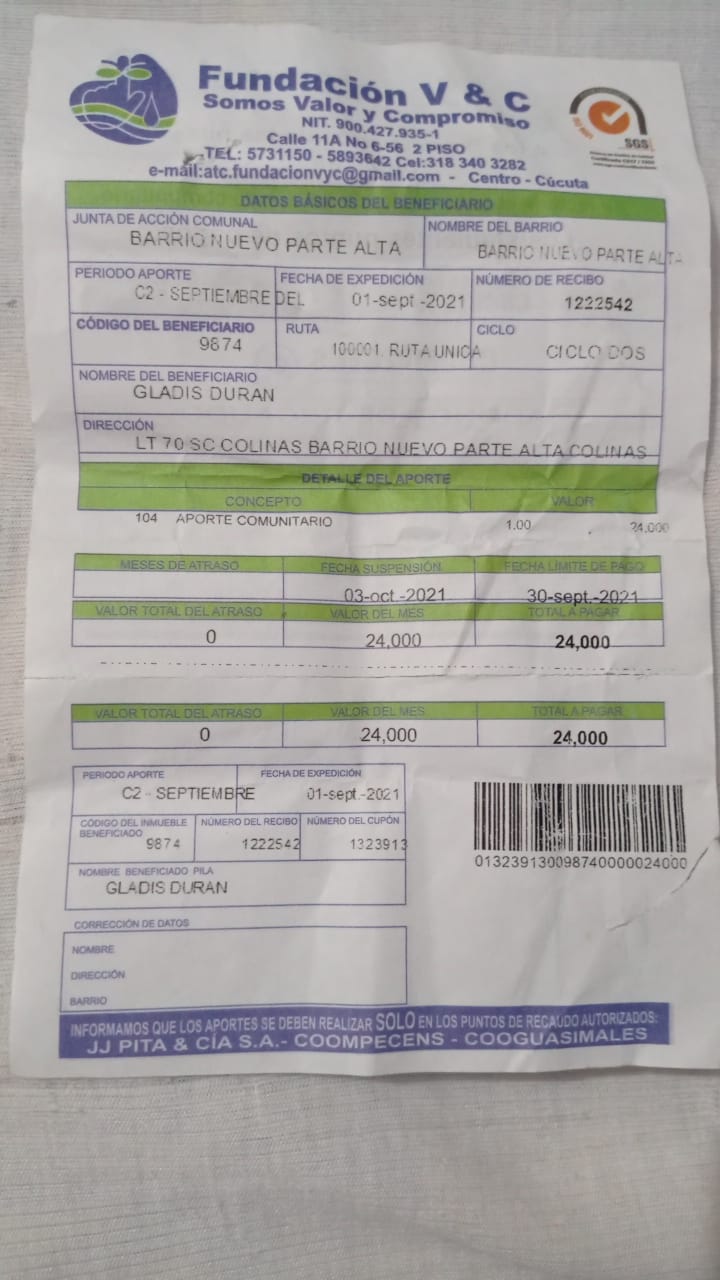 Fundación V & C
Somos Valor y Compromiso
NIT. 900.427.935-1
Calle 11A No 6-56 2 PISO
TEL: 5731150 - 5893642 Cel:318 340 3282
e-mail:atc.fundacionvyc@gmail.com - Centro - Cúcuta
SGS
DATOS BÁSICOS DEL BENEFICIARIO
JUNTA DE ACCIÓN COMUNAL NOMBRE DEL BARRIO
BARRIO NUEVO PARTE ALTA BARRIO NUEVO PARTE ALTA
PERIODO APORTE FECHA DE EXPEDICIÓN NÚMERO DE RECIBO
C2 - SEPTIEMBRE DEL 01-sept -2021 1222542
CÓDIGO DEL BENEFICIARIO RUTA CICLO
9874 100001. RUTA UNICA CICLO DOS
NOMBRE DEL BENEFICIARIO
GLADIS DURAN
DIRECCIÓN
LT 70 SC COLINAS BARRIO NUEVO PARTE ALTA COLINAS
DETALLE DEL APORTE
CONCEPTO VALOR
104 APORTE COMUNITARIO 1.00 24,000
MESES DE ATRASO FECHA SUSPENSIÓN FECHA LÍMITE DE PAGO
03-oct.-2021 30-sept.-2021
VALOR TOTAL DEL ATRASO VALOR DEL MES TOTAL A PAGAR
0 24,000 24,000
VALOR TOTAL DEL ATRASO VALOR DEL MES TOTAL A PAGAR
0 24,000 24,000
PERIODO APORTE FECHA DE EXPEDICIÓN
C2 - SEPTIEMBRE 01-sept.-2021
CÓDIGO DEL INMUEBLE BENEFICIADO NÚMERO DEL RECIBO NÚMERO DEL CUPÓN
9874 1222542 1323913
NOMBRE BENEFICIADO PILA
GLADIS DURAN
01323913009874000002​4000
CORRECCIÓN DE DATOS
NOMBRE
DIRECCIÓN
BARRIO
INFORMAMOS QUE LOS APORTES SE DEBEN REALIZAR SOLO EN LOS PUNTOS DE RECAUDO AUTORIZADOS:
JJ PITA & CÍA S.A.- COOMPECENS - COOGUASIMALES